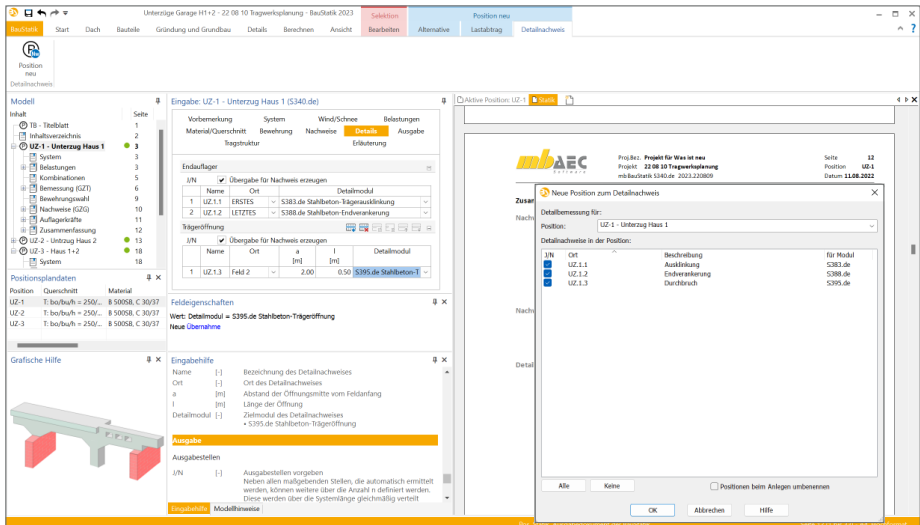 Unterzüge Garage H1+2 - 22 08 10 Tragwerksplanung - BauStatik 2023
Selektion
Position neu
BauStatik Start Dach Bauteile Gründung und Grundbau Details Berechnen Ansicht Bearbeiten Alternative Lastabtrag Detailnachweis
Position
neu
Detailnachweis
Modell
Inhalt Seite
TB - Titelblatt 1
Inhaltsverzeichnis 2
UZ-1 - Unterzug Haus 1 3
System 3
Belastungen 3
Kombinationen 5
Bemessung (GZT) 6
Bewehrungswahl 9
Nachweise (GZG) 10
Auflagerkräfte 11
Zusammenfassung 12
UZ-2 - Untrzug Haus 2 13
UZ-3 - Haus 1+2 18
System 18
Positionsplandaten
Position Querschnitt Material
UZ-1 T: bo/bu/h = 250/... B 500SB, C 30/37
UZ-2 T: bo/bu/h = 250/... B 500SB, C 30/37
UZ-3 T: bo/bu/h = 250/... B 500SB, C 30/37
Grafische Hilfe
Eingabe: UZ-1 - Unterzug Haus 1 (S340.de)
Vorbemerkung System Wind/Schnee Belastungen
Material/Querschnitt Bewehrung Nachweise Details Ausgabe
Tragstruktur Erläuterung
Endauflager
J/N Übergabe für Nachweis erzeugen
Name Ort Detailmodul
1 UZ.1.1 ERSTES S383.de Stahlbeton-Trägerausklinkung
2 UZ.1.2 LETZTES S388.de Stahlbeton-Endverankerung
Trägeröffnung
J/N Übergabe für Nachweis erzeugen
Name Ort a l Detailmodul
[m] [m]
1 UZ.1.3 Feld 2 2.00 0.50 S395.de Stahlbeton-T
Feldeigenschaften
Wert: Detailmodul = S395.de Stahlbeton-Trägeröffnung
Neue Übernahme
Eingabehilfe
Name [-] Bezeichnung des Detailnachweises
Ort [-] Ort des Detailnachweises
a [m] Abstand der Öffnungsmitte vom Feldanfang
l [m] Länge der Öffnung
Detailmodul [-] Zielmodul des Detailnachweises
• S395.de Stahlbeton-Trägeröffnung
Ausgabe
Ausgabestellen
J/N [-] Ausgabestellen vorgeben
Neben allen maßgebenden Stellen, die automatisch ermittelt
werden, können weitere über die Anzahl n definiert werden.
Diese werden über die Systemlänge gleichmäßig verteilt
Eingabehilfe Modellhinweise
Aktive Position: UZ-1 Statik
mb AEC
Software
Proj.Bez. Projekt für Was ist neu Seite 12
Projekt 22 08 10 Tragwerksplanung Position UZ-1
mb BauStatik S340.de 2023.220809 Datum 11.08.2022
Zusar
Nach
Nach
Detai
Neue Position zum Detailnachweis
Detailbemessung für:
Position: UZ-1 - Unterzug Haus 1
Detailnachweise in der Position:
J/N Ort Beschreibung für Modul
UZ.1.1 Ausklinkung S383.de
UZ.1.2 Endverankerung S388.de
UZ.1.3 Durchbruch S395.de
Alle Keine Positionen beim Anlegen umbenennen
OK Abbrechen Hilfe